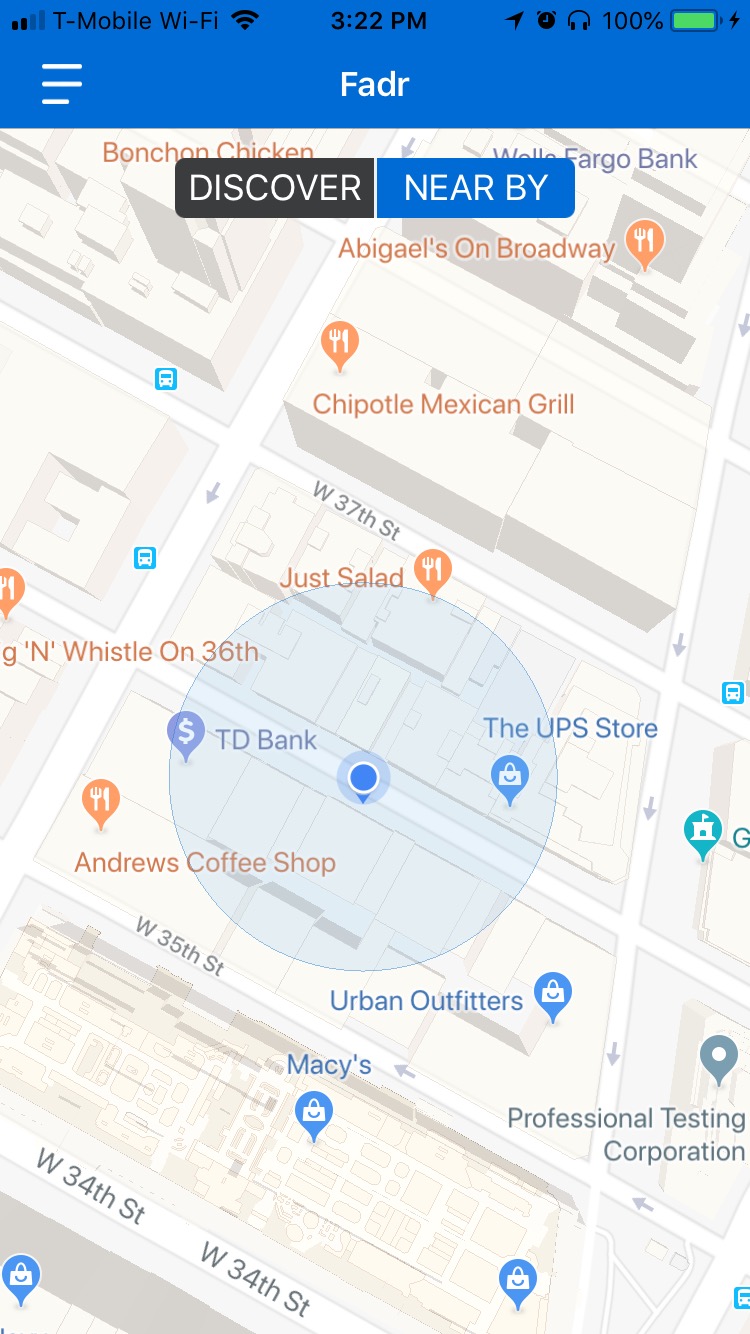 T-Mobile Wi-Fi 3:22 PM 100%
Fadr
Bonchon Chicken
Wells Fargo Bank
DISCOVER NEAR BY
Abigael's On Broadway
Chipotle Mexican Grill
W 37th St
Just Salad
g 'N' Whistle On 36th
The UPS Store
$ TD Bank
G
Andrews Coffee Shop
W 35th St
Urban Outfitters
Macy's
Professional Testing
Corporation
W 34th St
W 34th St